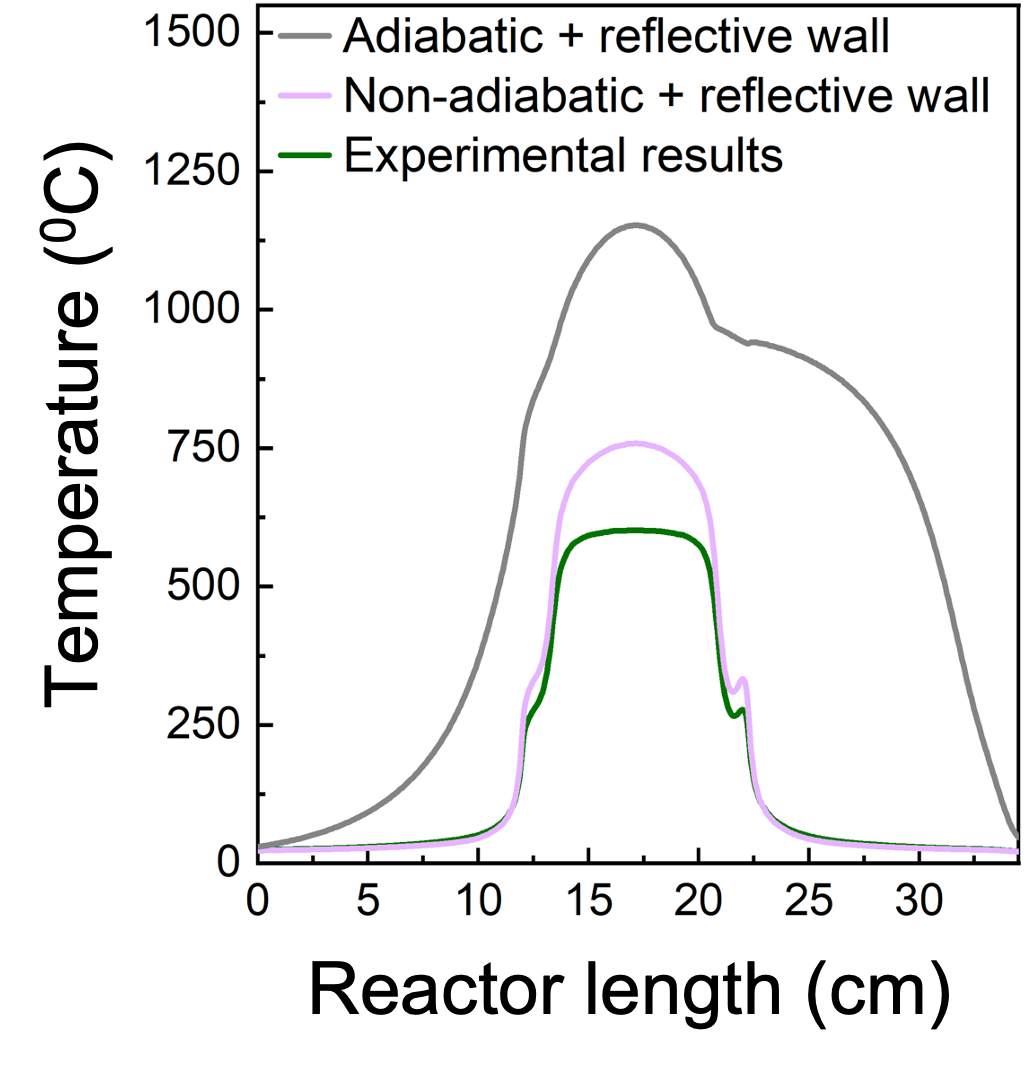 Adiabatic + reflective wall
Non-adiabatic + reflective wall
Experimental results
Temperature (⁰C)
1500
1250
1000
750
500
250
0
0 5 10 15 20 25 30
Reactor length (cm)